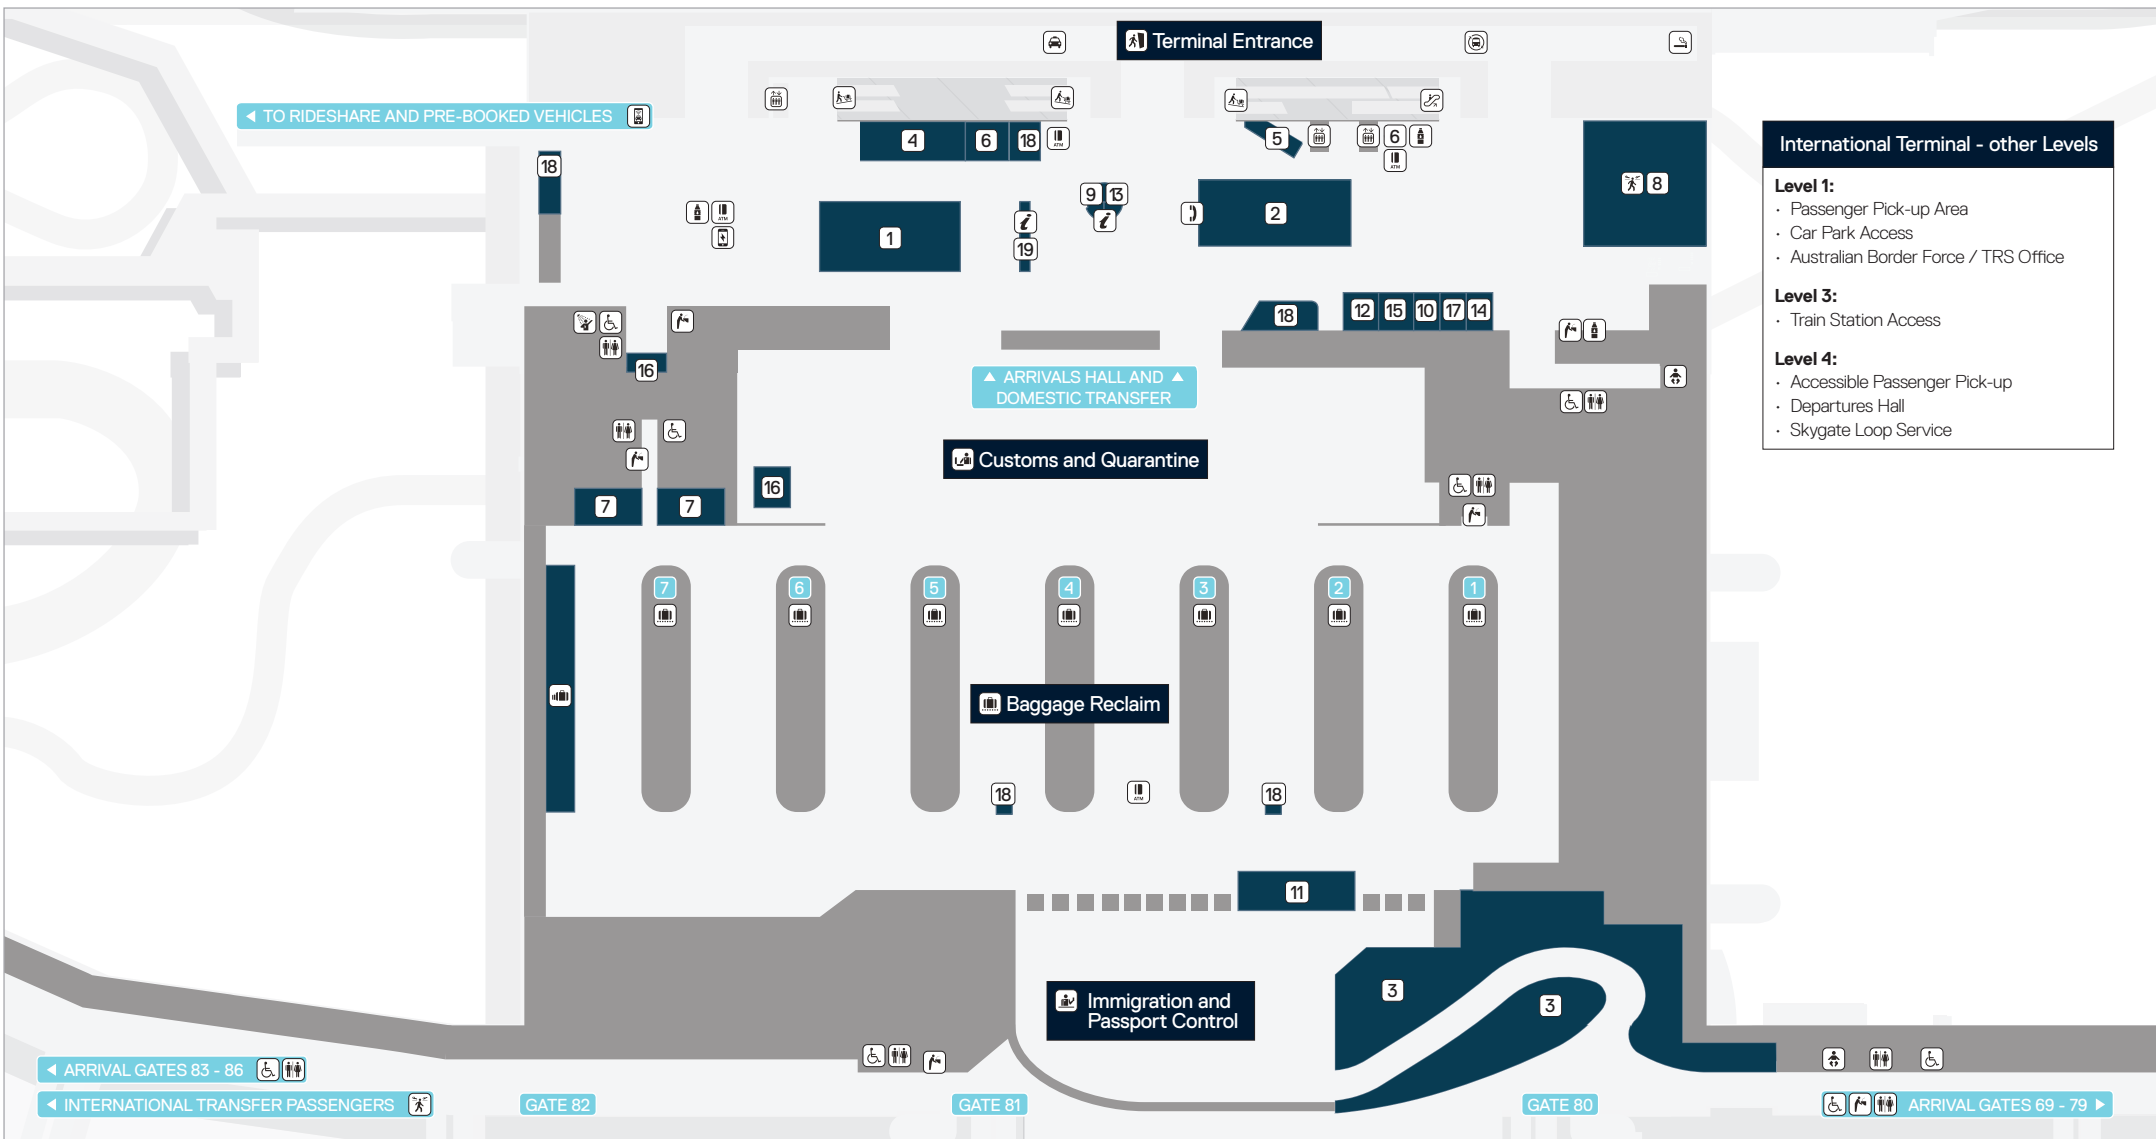 Terminal Entrance
◄ TO RIDESHARE AND PRE-BOOKED VEHICLES
4
6
18
ATM
5
6
ATM
18
8
9
13
ATM
1
2
19
18
12
15
10
17
14
16
▲ ARRIVALS HALL AND ▲
DOMESTIC TRANSFER
Customs and Quarantine
16
7
7
7
6
5
4
3
2
1
Baggage Reclaim
18
ATM
18
11
3
3
Immigration and
Passport Control
◄ ARRIVAL GATES 83 - 86
◄ INTERNATIONAL TRANSFER PASSENGERS
GATE 82
GATE 81
GATE 80
ARRIVAL GATES 69 - 79 ►
International Terminal - other Levels
Level 1:
· Passenger Pick-up Area
· Car Park Access
· Australian Border Force / TRS Office
Level 3:
· Train Station Access
Level 4:
· Accessible Passenger Pick-up
· Departures Hall
· Skygate Loop Service